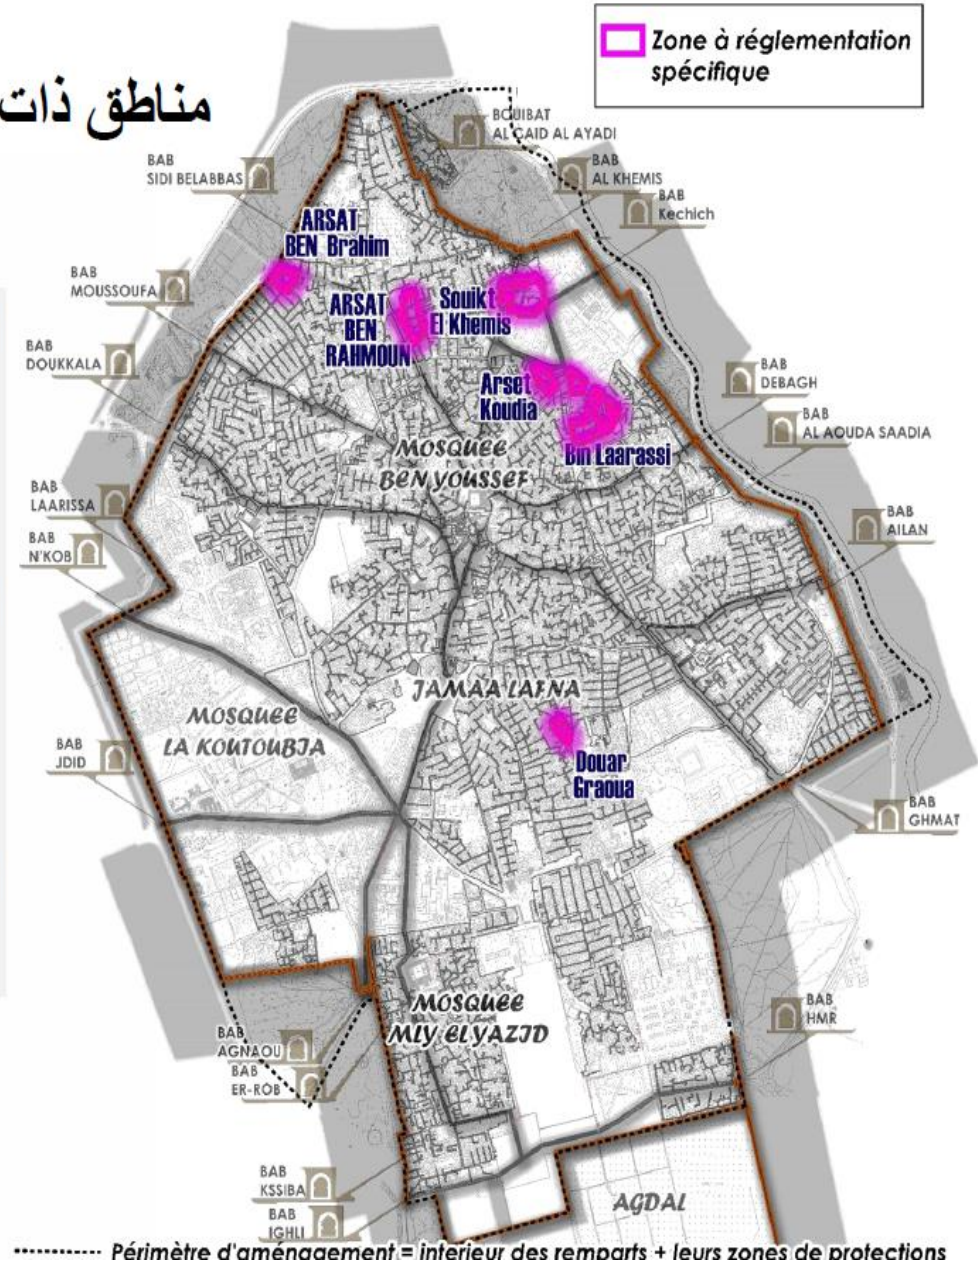 Zone à réglementation
spécifique
مناطق ذات
BOUIBAT
AL CAID AL AYADI
BAB
SIDI BELABBAS
BAB
AL KHEMIS
BAB
Kechich
ARSAT
BEN Brahim
BAB
MOUSSOUFA
ARSAT
BEN
RAHMOUN
Souikt
El Khemis
BAB
DOUKKALA
Arset
Koudia
BAB
DEBAGH
BAB
AL AOUDA SAADIA
MOSQUEE
BEN YOUSSEF
Bin Laarassi
BAB
LAARISSA
BAB
N'KOB
BAB
AILAN
JAMAA LAFNA
MOSQUEE
LA KOUTOUBIA
BAB
JDID
Douar
Graoua
BAB
GHMAT
MOSQUEE
MLY ELYAZID
BAB
HMR
BAB
AGNAOU
BAB
ER-ROB
BAB
KSSIBA
BAB
IGHLI
AGDAL
Périmètre d'aménagement = interieur des remparts + leurs zones de protections